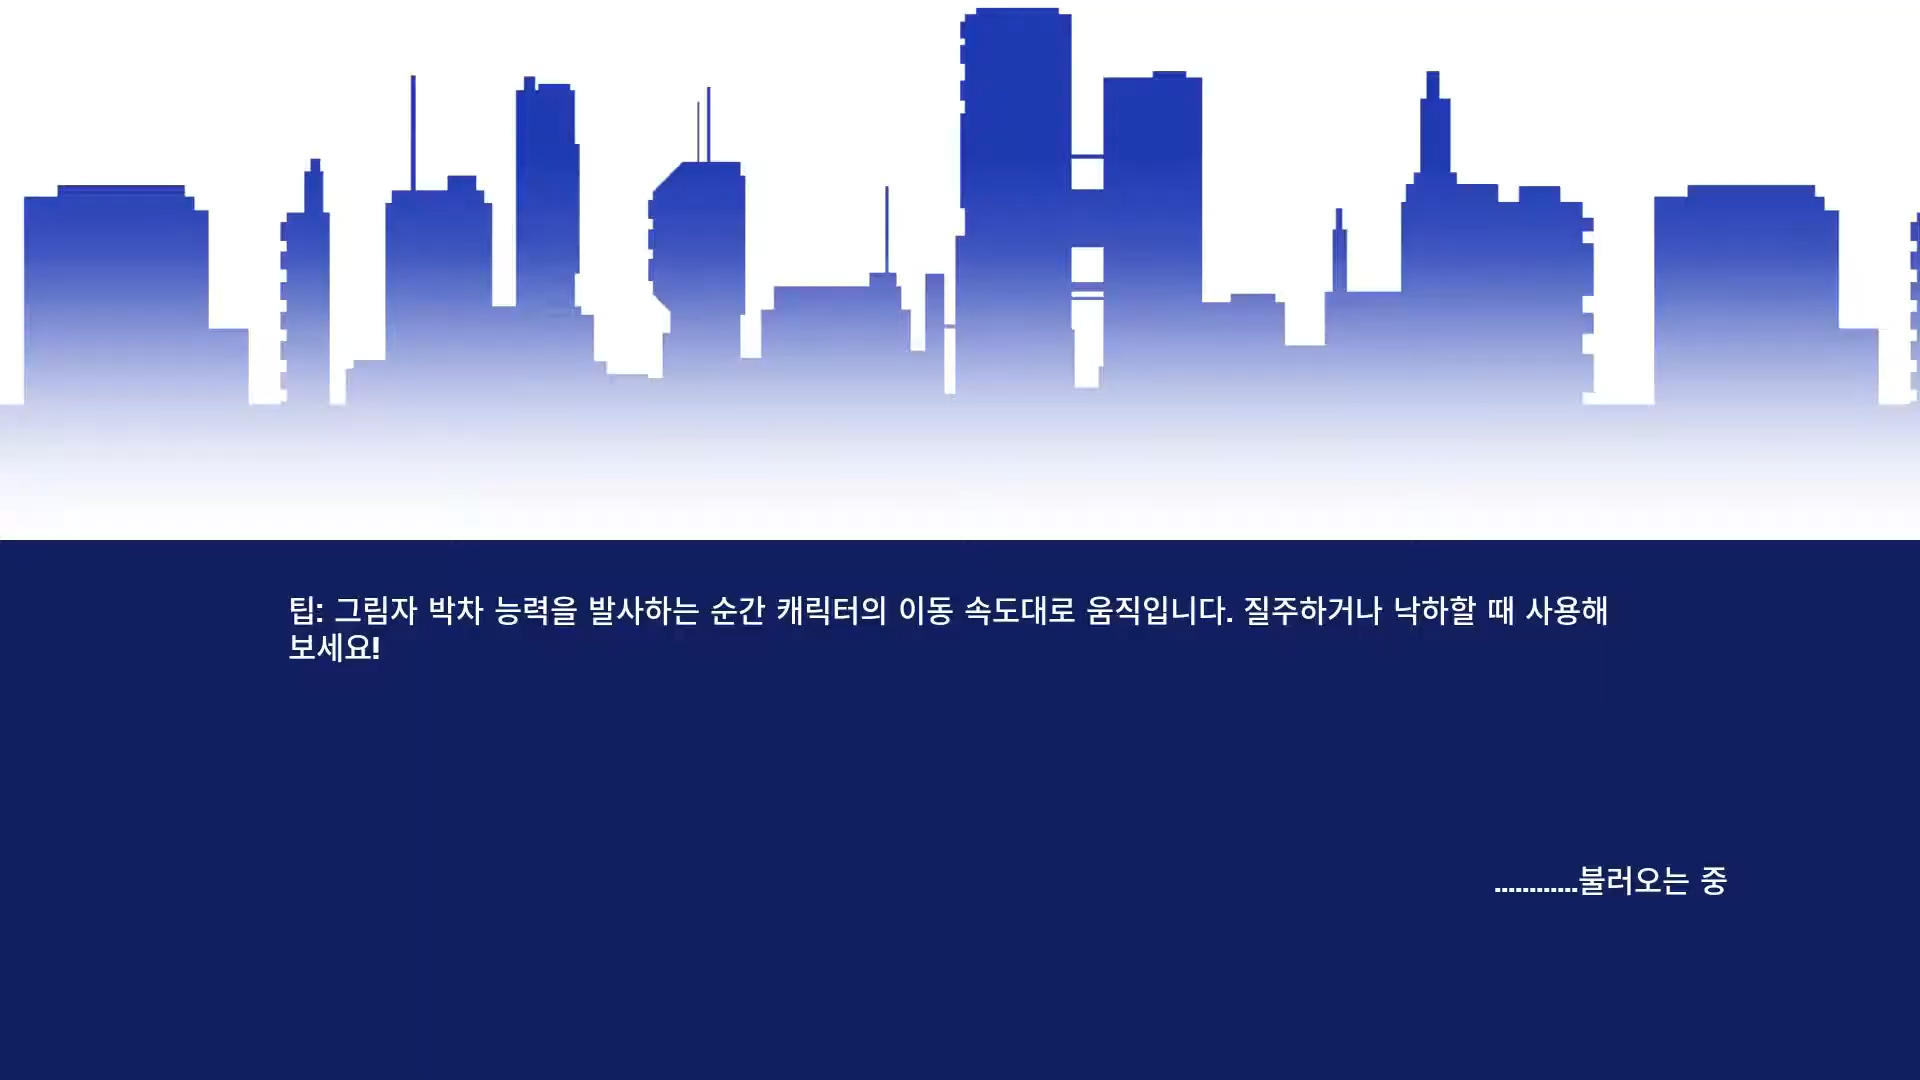 팁: 그림자 박차 능력을 발사하는 순간 캐릭터의 이동 속도대로 움직입니다. 질주하거나 낙하할 때 사용해
보세요!
............불러오는 중